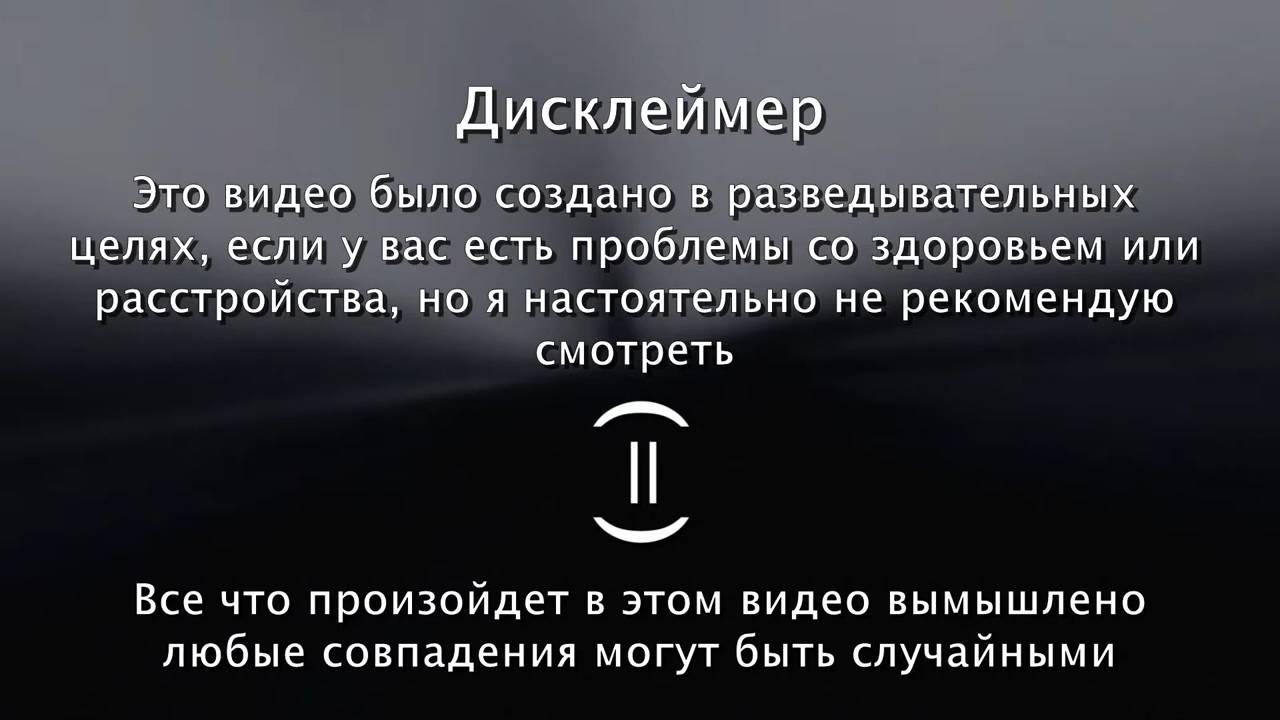 Дисклеймер
Это видео было создано в разведывательных
целях, если у вас есть проблемы со здоровьем или
расстройства, но я настоятельно не рекомендую
смотреть
Все что произойдет в этом видео вымышлено
любые совпадения могут быть случайными